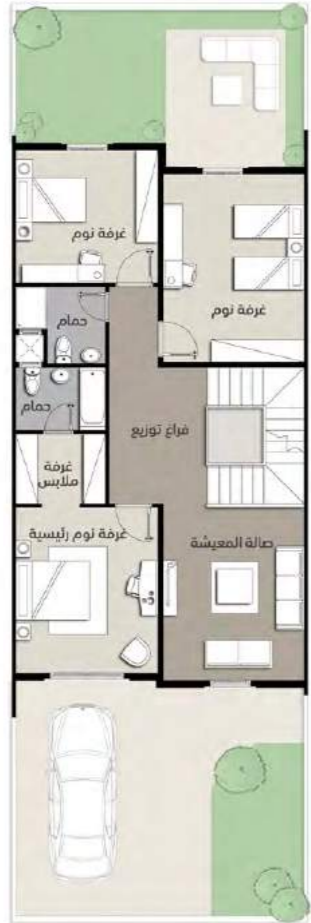 غرفة نوم
غرفة نوم
حمام
حمام
فراغ توزيع
غرفة
ملابس
غرفة نوم رئيسية
صالة المعيشة